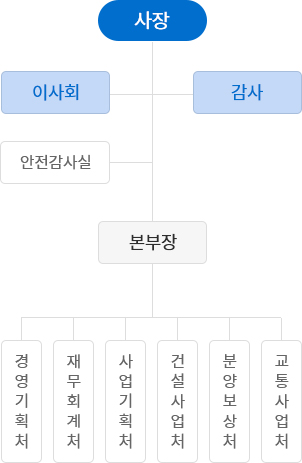 사장
이사회
감사
안전감사실
본부장
경영기획처
재무회계처
사업기획처
건설사업처
분양보상처
교통사업처